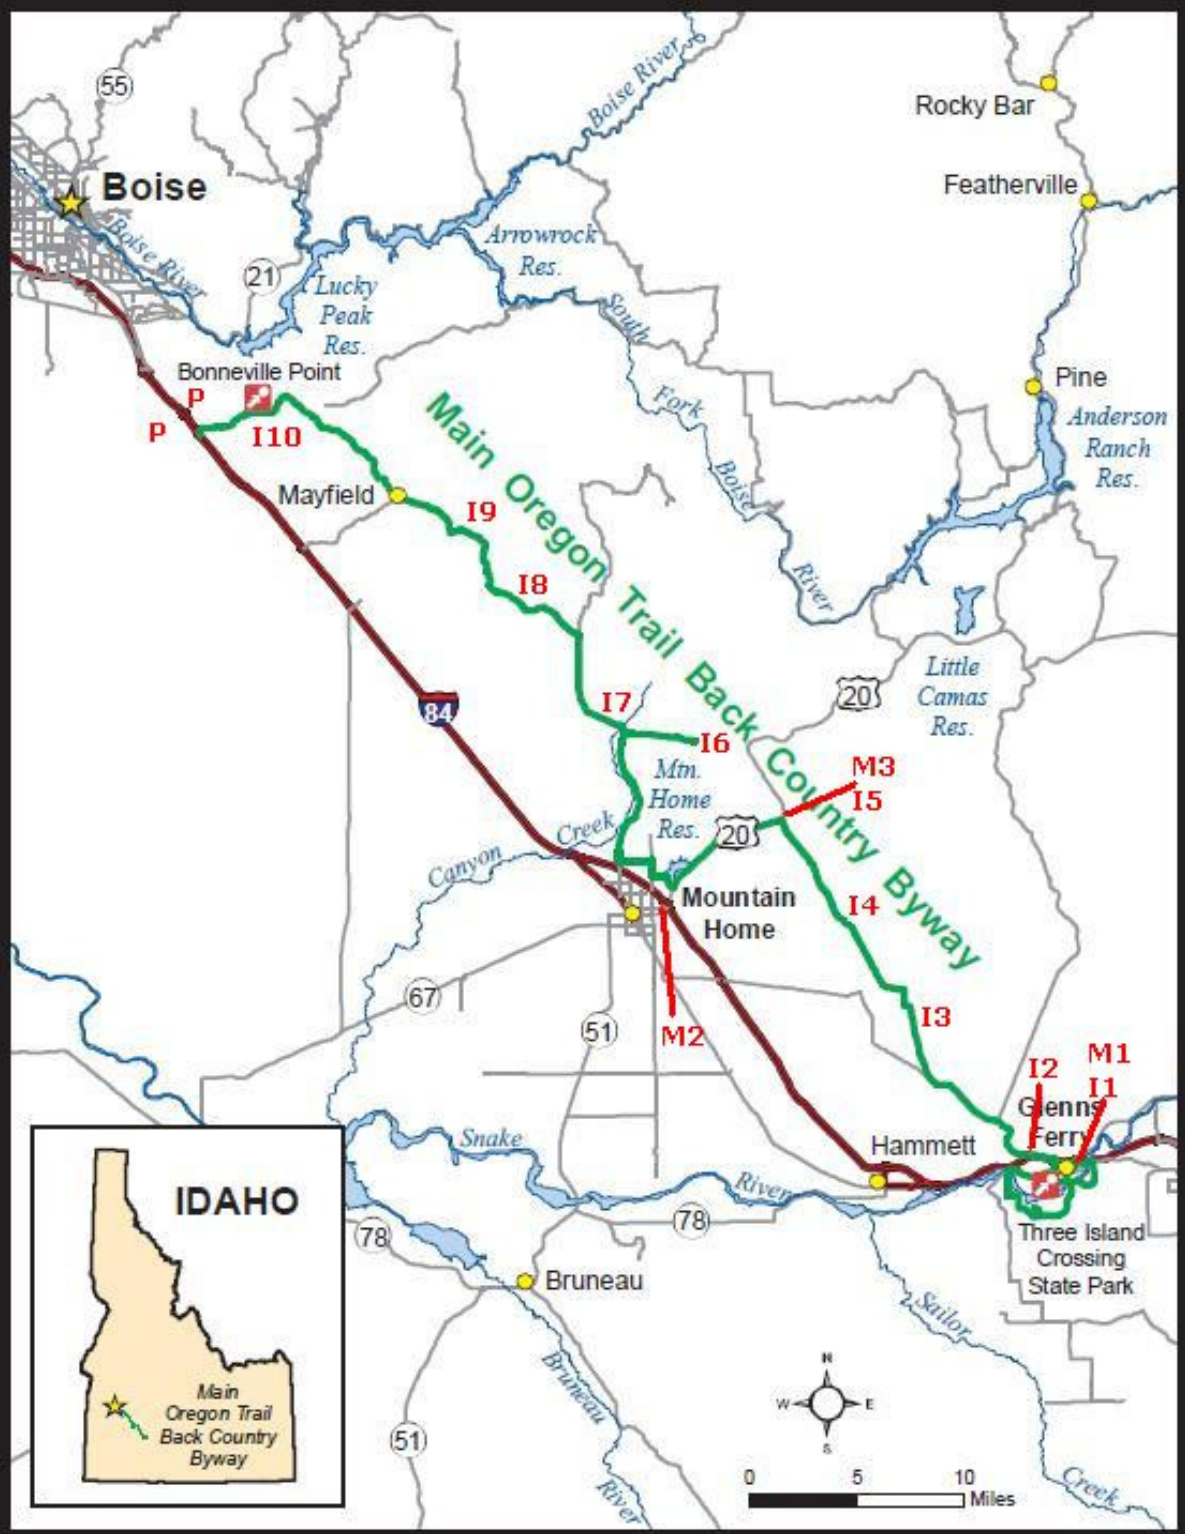 55
Rocky Bar
Boise River
Boise
Featherville
Boise River
Arrowrock
Res.
21
Lucky
Peak
Res.
South
Fork
Boise
River
Bonneville Point
Pine
Anderson
Ranch
Res.
P
P
I10
Main Oregon Trail Back Country Byway
Mayfield
I9
I8
Little
Camas
Res.
20
84
I7
I6
Mtn.
Home
Res.
M3
I5
20
Canyon
Creek
Mountain
Home
I4
67
51
M2
I3
M1
I2
I1
Glenns
Ferry
Hammett
Snake
River
78
78
Three Island
Crossing
State Park
Bruneau
Sailor
Creek
Bruneau
River
51
IDAHO
Main
Oregon Trail
Back Country
Byway
N
W
E
S
0
5
10
Miles